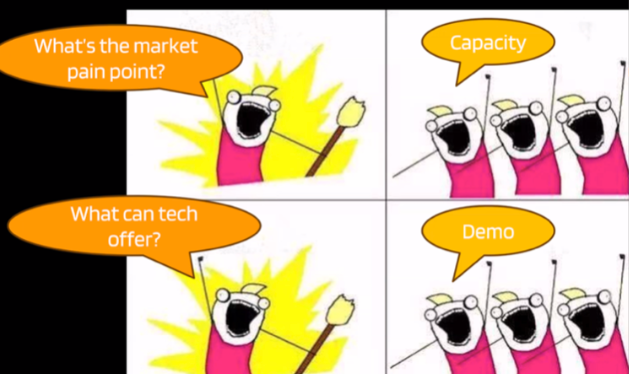 What's the market
pain point?
Capacity
What can tech
offer?
Demo